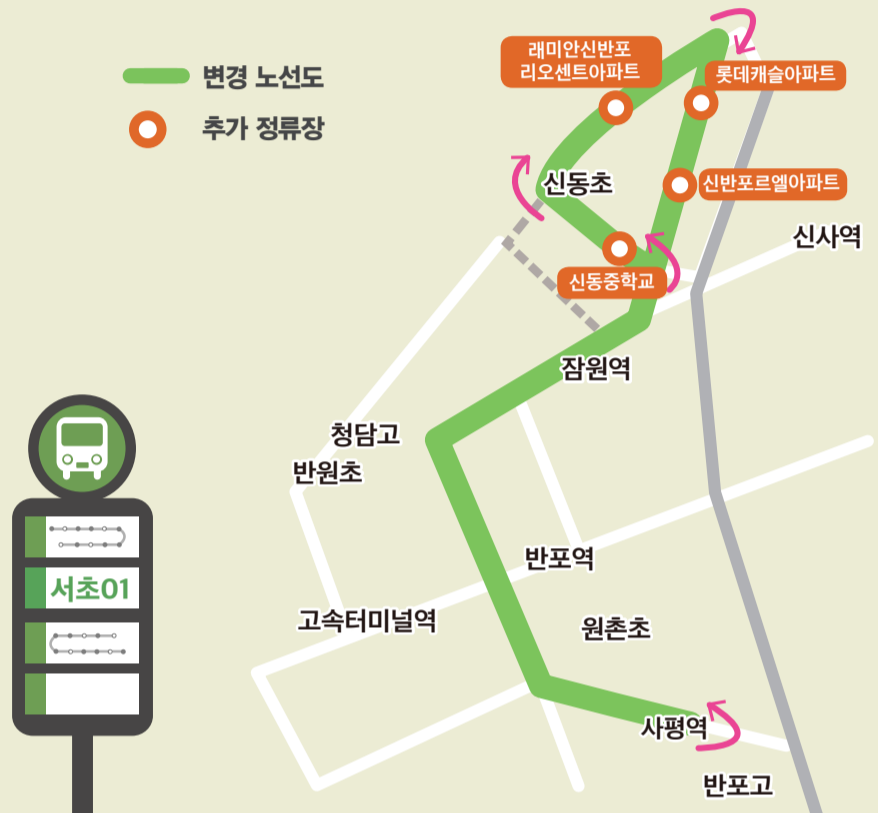 변경 노선도
추가 정류장
래미안신반포
리오센트아파트
롯데캐슬아파트
신동초
신반포르엘아파트
신사역
신동중학교
잠원역
청담고
반원초
반포역
고속터미널역
원촌초
사평역
반포고
서초01